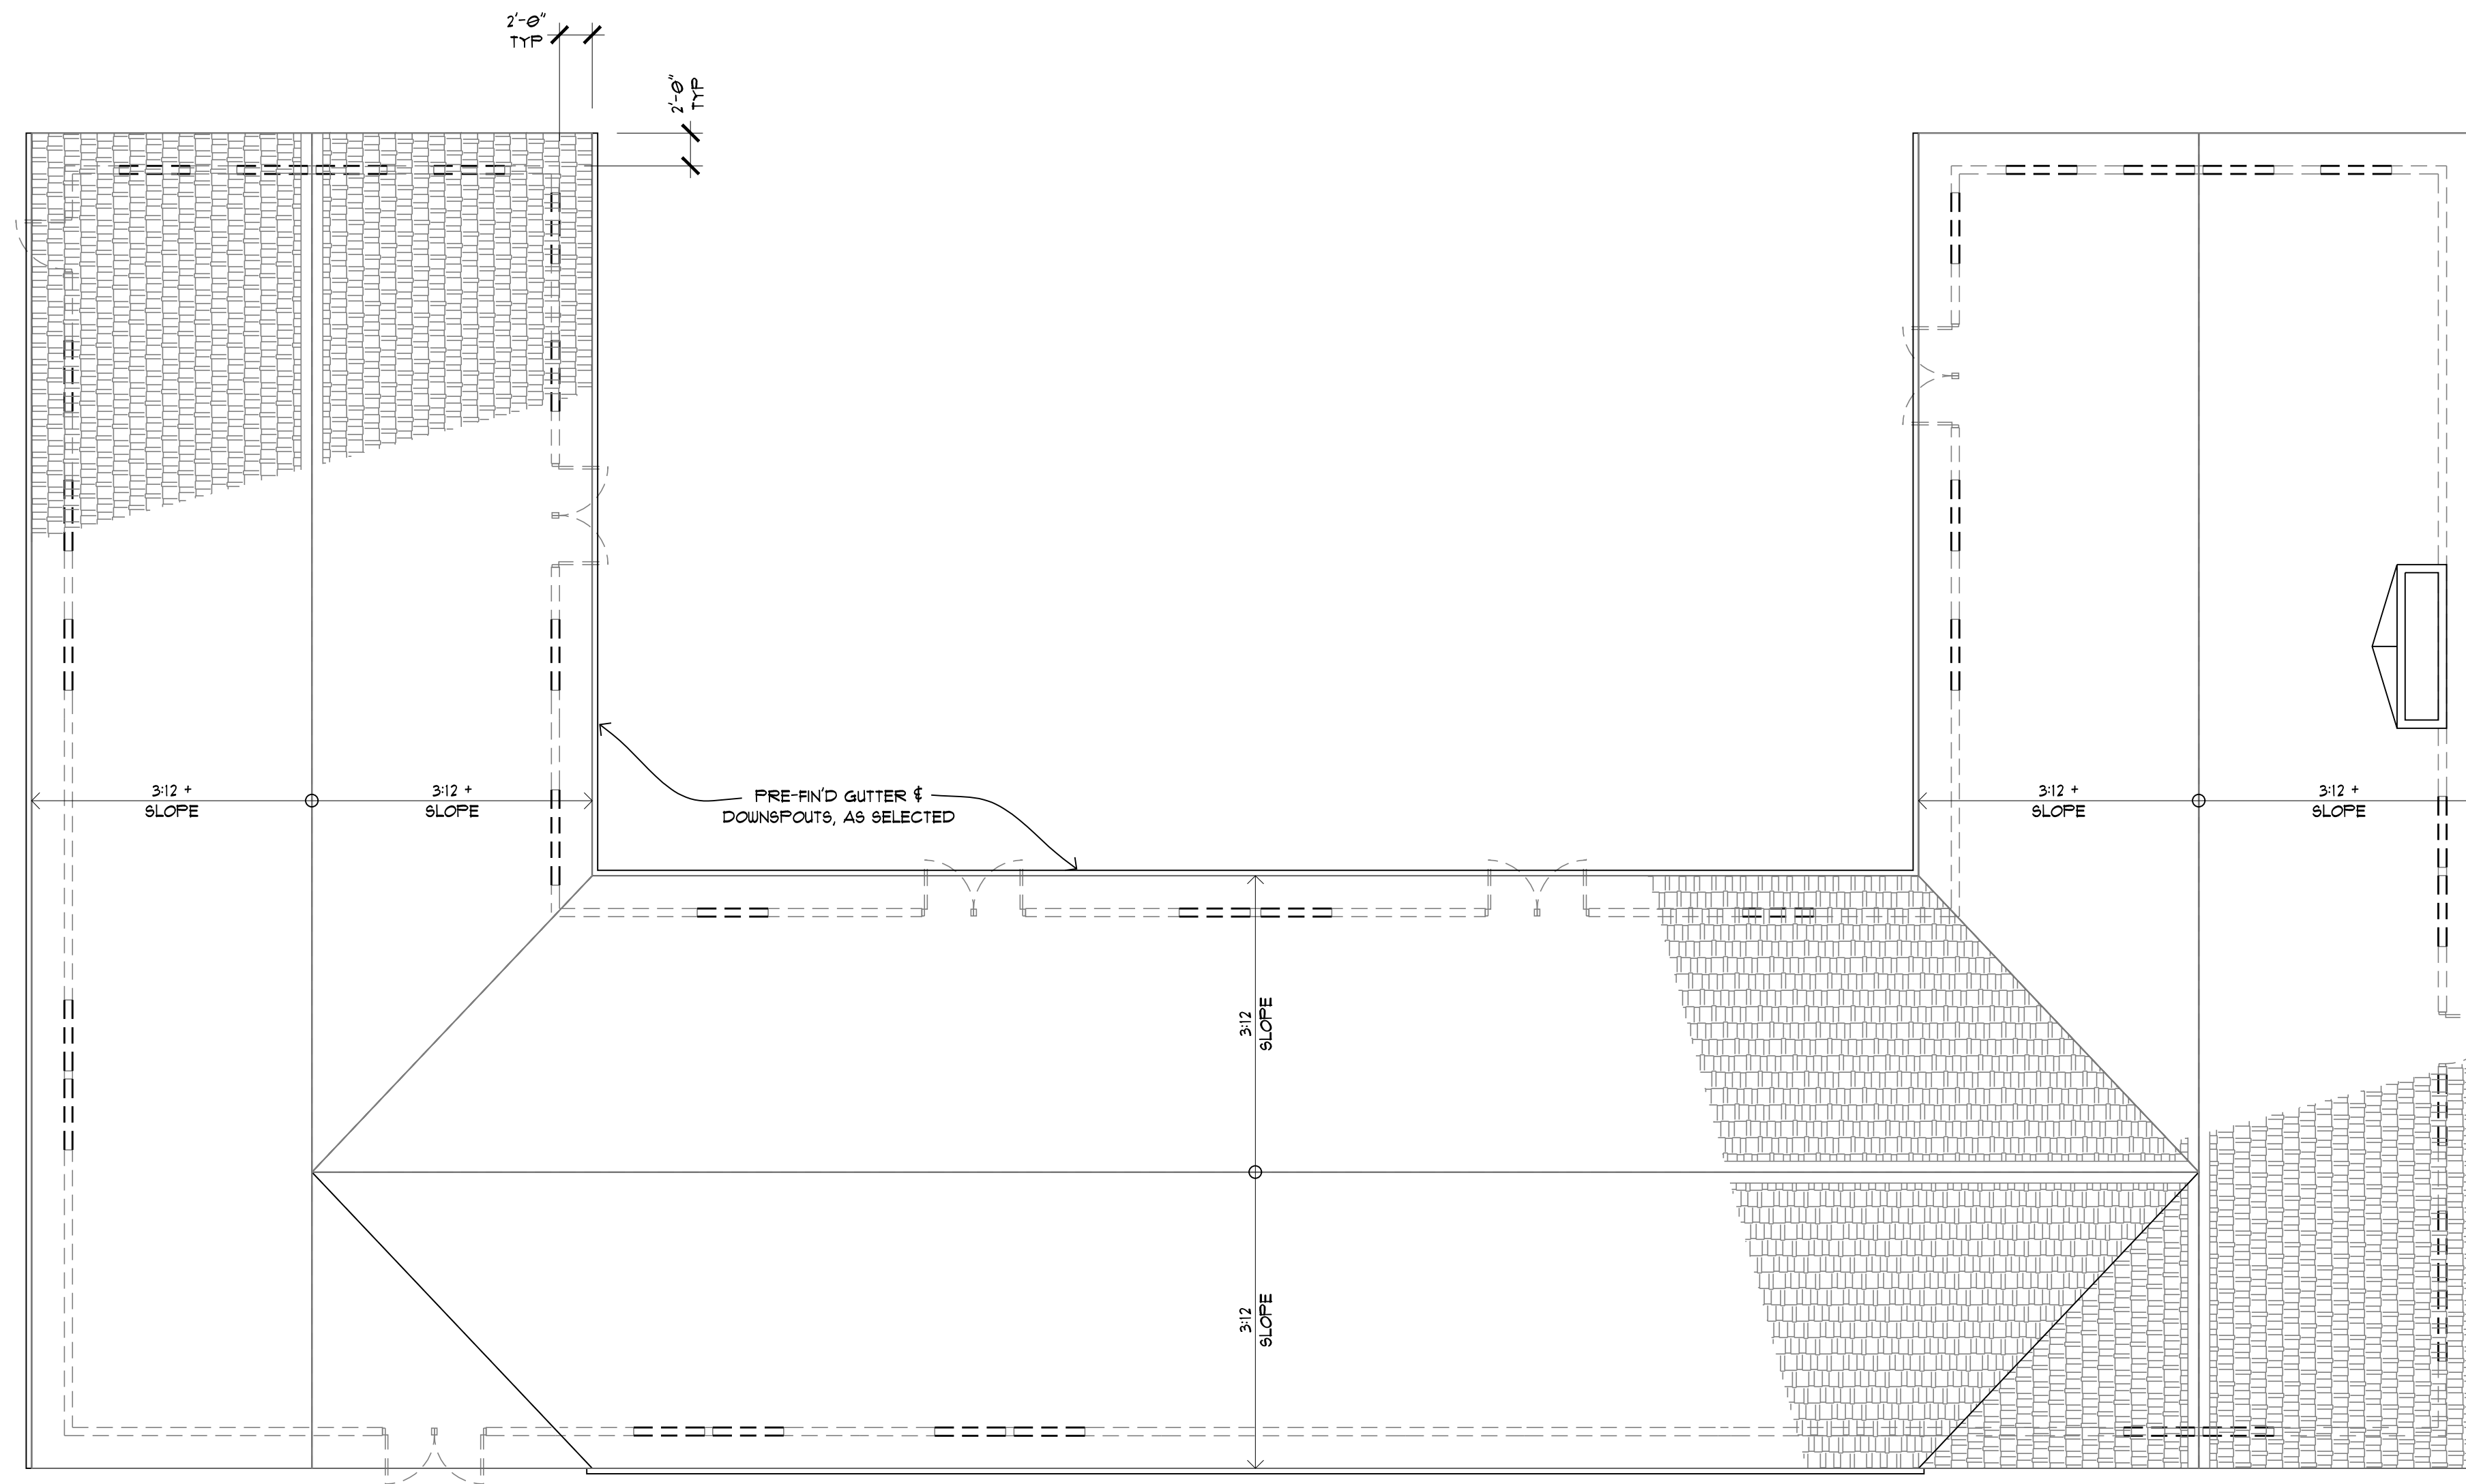 2'-0"
TYP
2'-0"
TYP
3:12 +
SLOPE
3:12 +
SLOPE
PRE-FIN'D GUTTER &
DOWNSPOUTS, AS SELECTED
3:12 +
SLOPE
3:12 +
SLOPE
3:12
SLOPE
3:12
SLOPE